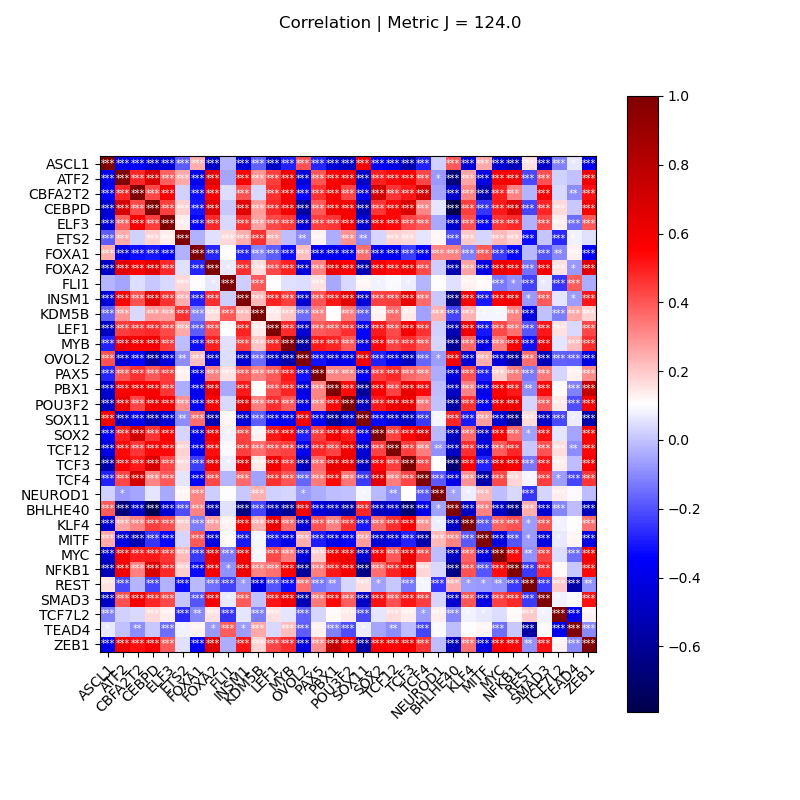 Correlation | Metric J = 124.0
ASCL1
ATF2
CBFA2T2
CEBPD
ELF3
ETS2
FOXA1
FOXA2
FLI1
INSM1
KDM5B
LEF1
MYB
OVOL2
PAX5
PBX1
POU3F2
SOX11
SOX2
TCF12
TCF3
TCF4
NEUROD1
BHLHE40
KLF4
MITF
MYC
NFKB1
REST
SMAD3
TCF7L2
TEAD4
ZEB1
ASCL1
ATF2
CBFA2T2
CEBPD
ELF3
ETS2
FOXA1
FOXA2
FLI1
INSM1
KDM5B
LEF1
MYB
OVOL2
PAX5
PBX1
POU3F2
SOX11
SOX2
TCF12
TCF3
TCF4
NEUROD1
BHLHE40
KLF4
MITF
MYC
NFKB1
REST
SMAD3
TCF7L2
TEAD4
ZEB1
1.0
0.8
0.6
0.4
0.2
0.0
−0.2
−0.4
−0.6